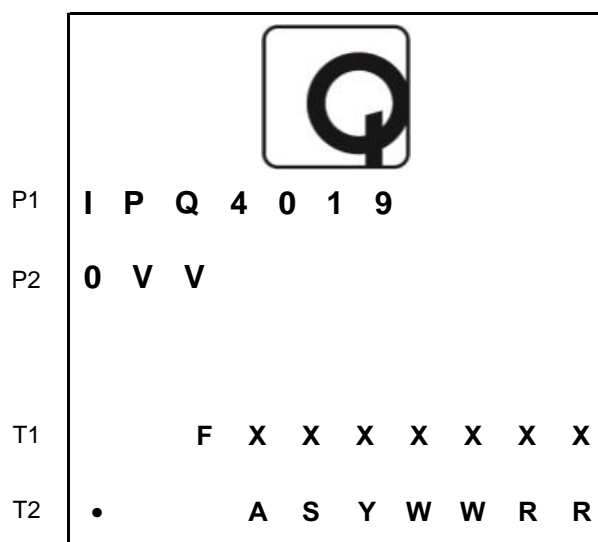 P1 I P Q 4 0 1 9
P2 0 V V
T1 F X X X X X X X
T2 • A S Y W W R R